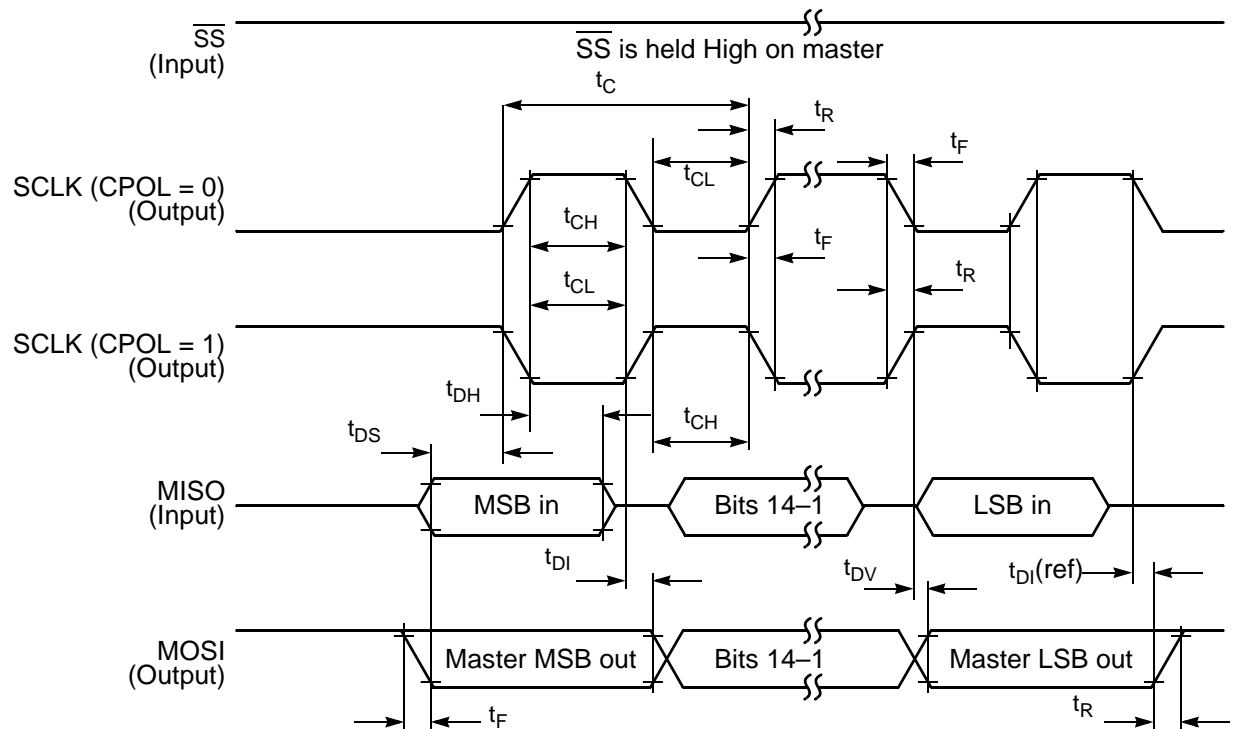 SS
(Input)
SS is held High on master
tC
tR
tF
SCLK (CPOL = 0)
(Output)
tCL
tCH
tF
tCL
tR
SCLK (CPOL = 1)
(Output)
tDH
tCH
tDS
MISO
(Input)
MSB in
Bits 14–1
LSB in
tDI
tDV
tDI(ref)
MOSI
(Output)
Master MSB out
Bits 14–1
Master LSB out
tF
tR